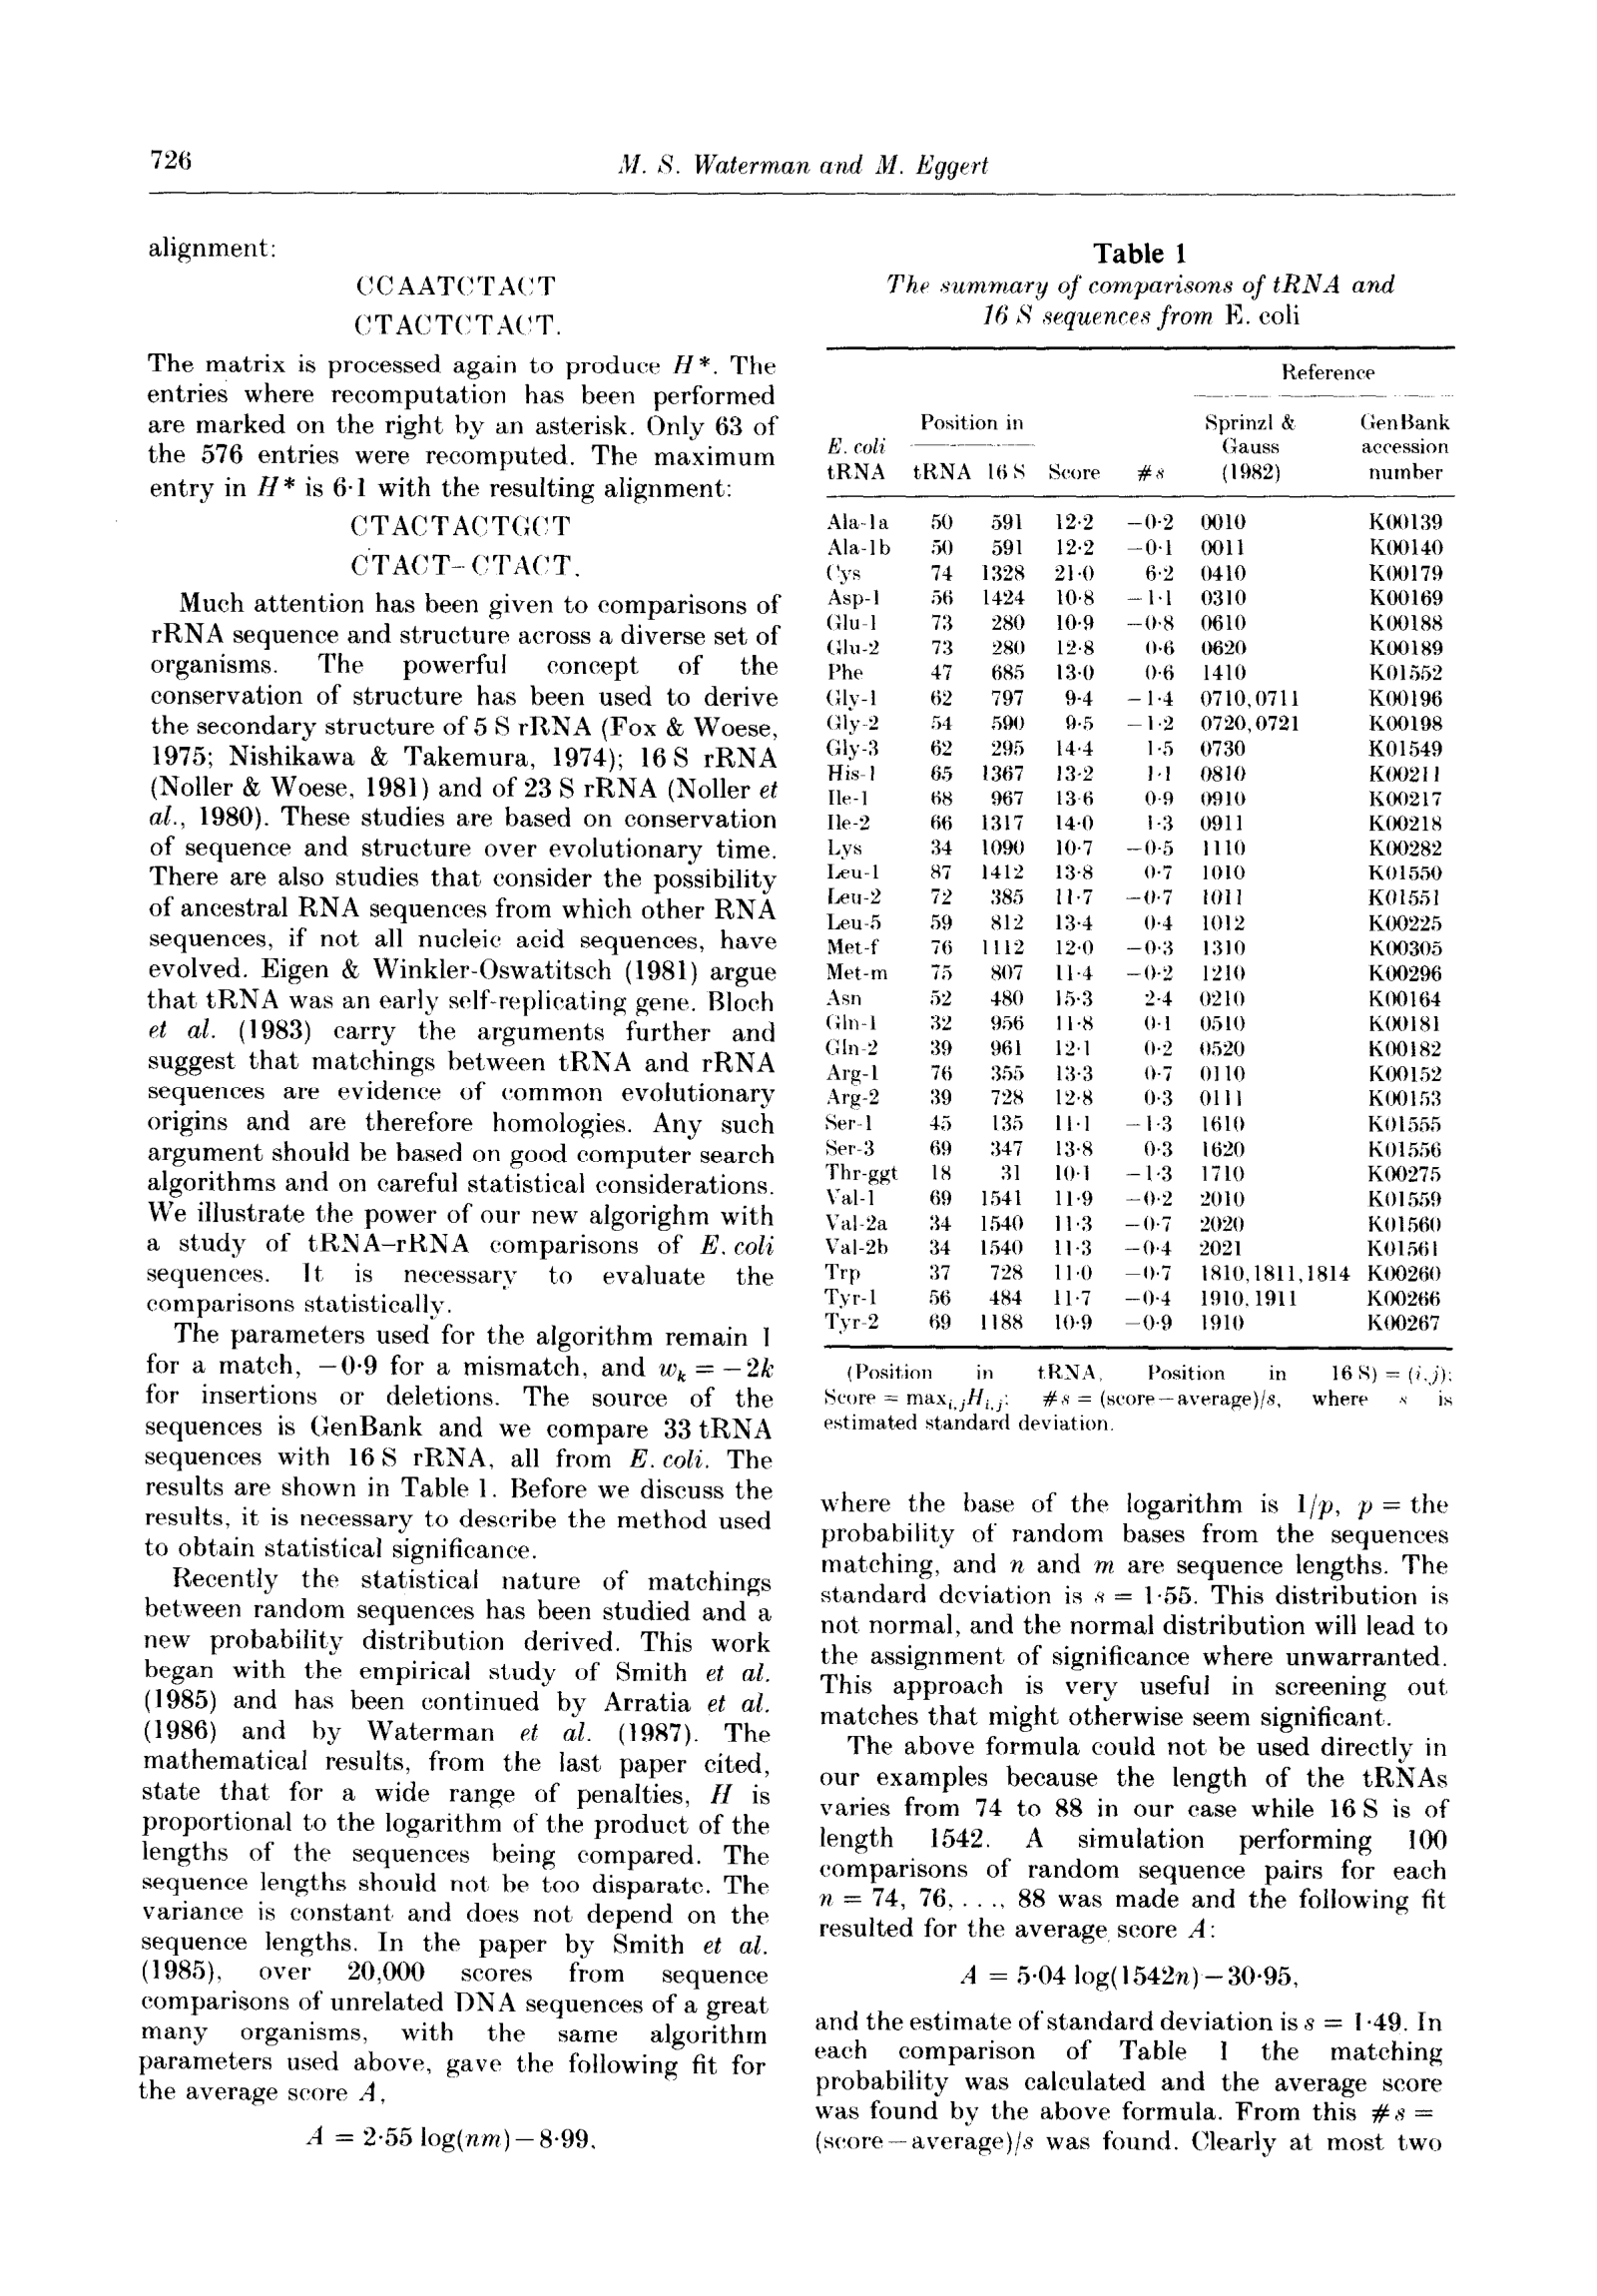 726
M. S. Waterman and M. Eggert
alignment:
CCAATCTACT
CTACTCTACT.
The matrix is processed again to produce H*. The
entries where recomputation has been performed
are marked on the right by an asterisk. Only 63 of
the 576 entries were recomputed. The maximum
entry in H* is 6·1 with the resulting alignment:
CTACTACTGCT
CTACT-CTACT.
Much attention has been given to comparisons of
rRNA sequence and structure across a diverse set of
organisms. The powerful concept of the
conservation of structure has been used to derive
the secondary structure of 5 S rRNA (Fox & Woese,
1975; Nishikawa & Takemura, 1974); 16 S rRNA
(Noller & Woese, 1981) and of 23 S rRNA (Noller et
al., 1980). These studies are based on conservation
of sequence and structure over evolutionary time.
There are also studies that consider the possibility
of ancestral RNA sequences from which other RNA
sequences, if not all nucleic acid sequences, have
evolved. Eigen & Winkler-Oswatitsch (1981) argue
that tRNA was an early self-replicating gene. Bloch
et al. (1983) carry the arguments further and
suggest that matchings between tRNA and rRNA
sequences are evidence of common evolutionary
origins and are therefore homologies. Any such
argument should be based on good computer search
algorithms and on careful statistical considerations.
We illustrate the power of our new algorighm with
a study of tRNA–rRNA comparisons of E. coli
sequences. It is necessary to evaluate the
comparisons statistically.
The parameters used for the algorithm remain 1
for a match, −0·9 for a mismatch, and wk = −2k
for insertions or deletions. The source of the
sequences is GenBank and we compare 33 tRNA
sequences with 16 S rRNA, all from E. coli. The
results are shown in Table 1. Before we discuss the
results, it is necessary to describe the method used
to obtain statistical significance.
Recently the statistical nature of matchings
between random sequences has been studied and a
new probability distribution derived. This work
began with the empirical study of Smith et al.
(1985) and has been continued by Arratia et al.
(1986) and by Waterman et al. (1987). The
mathematical results, from the last paper cited,
state that for a wide range of penalties, H is
proportional to the logarithm of the product of the
lengths of the sequences being compared. The
sequence lengths should not be too disparate. The
variance is constant and does not depend on the
sequence lengths. In the paper by Smith et al.
(1985), over 20,000 scores from sequence
comparisons of unrelated DNA sequences of a great
many organisms, with the same algorithm
parameters used above, gave the following fit for
the average score A,
A = 2·55 log(nm) − 8·99,
Table 1
The summary of comparisons of tRNA and
16 S sequences from E. coli
Reference
Position in Sprinzl & GenBank
E. coli Gauss accession
tRNA tRNA 16 S Score #s (1982) number
Ala-1a 50 591 12·2 −0·2 0010 K00139
Ala-1b 50 591 12·2 −0·1 0011 K00140
Cys 74 1328 21·0 6·2 0410 K00179
Asp-1 56 1424 10·8 −1·1 0310 K00169
Glu-1 73 280 10·9 −0·8 0610 K00188
Glu-2 73 280 12·8 0·6 0620 K00189
Phe 47 685 13·0 0·6 1410 K01552
Gly-1 62 797 9·4 −1·4 0710,0711 K00196
Gly-2 54 590 9·5 −1·2 0720,0721 K00198
Gly-3 62 295 14·4 1·5 0730 K01549
His-1 65 1367 13·2 1·1 0810 K00211
Ile-1 68 967 13·6 0·9 0910 K00217
Ile-2 66 1317 14·0 1·3 0911 K00218
Lys 34 1090 10·7 −0·5 1110 K00282
Leu-1 87 1412 13·8 0·7 1010 K01550
Leu-2 72 385 11·7 −0·7 1011 K01551
Leu-5 59 812 13·4 0·4 1012 K00225
Met-f 76 1112 12·0 −0·3 1310 K00305
Met-m 75 807 11·4 −0·2 1210 K00296
Asn 52 480 15·3 2·4 0210 K00164
Gln-1 32 956 11·8 0·1 0510 K00181
Gln-2 39 961 12·1 0·2 0520 K00182
Arg-1 76 355 13·3 0·7 0110 K00152
Arg-2 39 728 12·8 0·3 0111 K00153
Ser-1 45 135 11·1 −1·3 1610 K01555
Ser-3 69 347 13·8 0·3 1620 K01556
Thr-ggt 18 31 10·1 −1·3 1710 K00275
Val-1 69 1541 11·9 −0·2 2010 K01559
Val-2a 34 1540 11·3 −0·7 2020 K01560
Val-2b 34 1540 11·3 −0·4 2021 K01561
Trp 37 728 11·0 −0·7 1810,1811,1814 K00260
Tyr-1 56 484 11·7 −0·4 1910,1911 K00266
Tyr-2 69 1188 10·9 −0·9 1910 K00267
(Position in tRNA, Position in 16 S) = (i,j);
Score = maxi,jHi,j; #s = (score−average)/s, where s is
estimated standard deviation.
where the base of the logarithm is 1/p, p = the
probability of random bases from the sequences
matching, and n and m are sequence lengths. The
standard deviation is s = 1·55. This distribution is
not normal, and the normal distribution will lead to
the assignment of significance where unwarranted.
This approach is very useful in screening out
matches that might otherwise seem significant.
The above formula could not be used directly in
our examples because the length of the tRNAs
varies from 74 to 88 in our case while 16 S is of
length 1542. A simulation performing 100
comparisons of random sequence pairs for each
n = 74, 76, . . ., 88 was made and the following fit
resulted for the average score A:
A = 5·04 log(1542n) − 30·95,
and the estimate of standard deviation is s = 1·49. In
each comparison of Table 1 the matching
probability was calculated and the average score
was found by the above formula. From this #s =
(score−average)/s was found. Clearly at most two